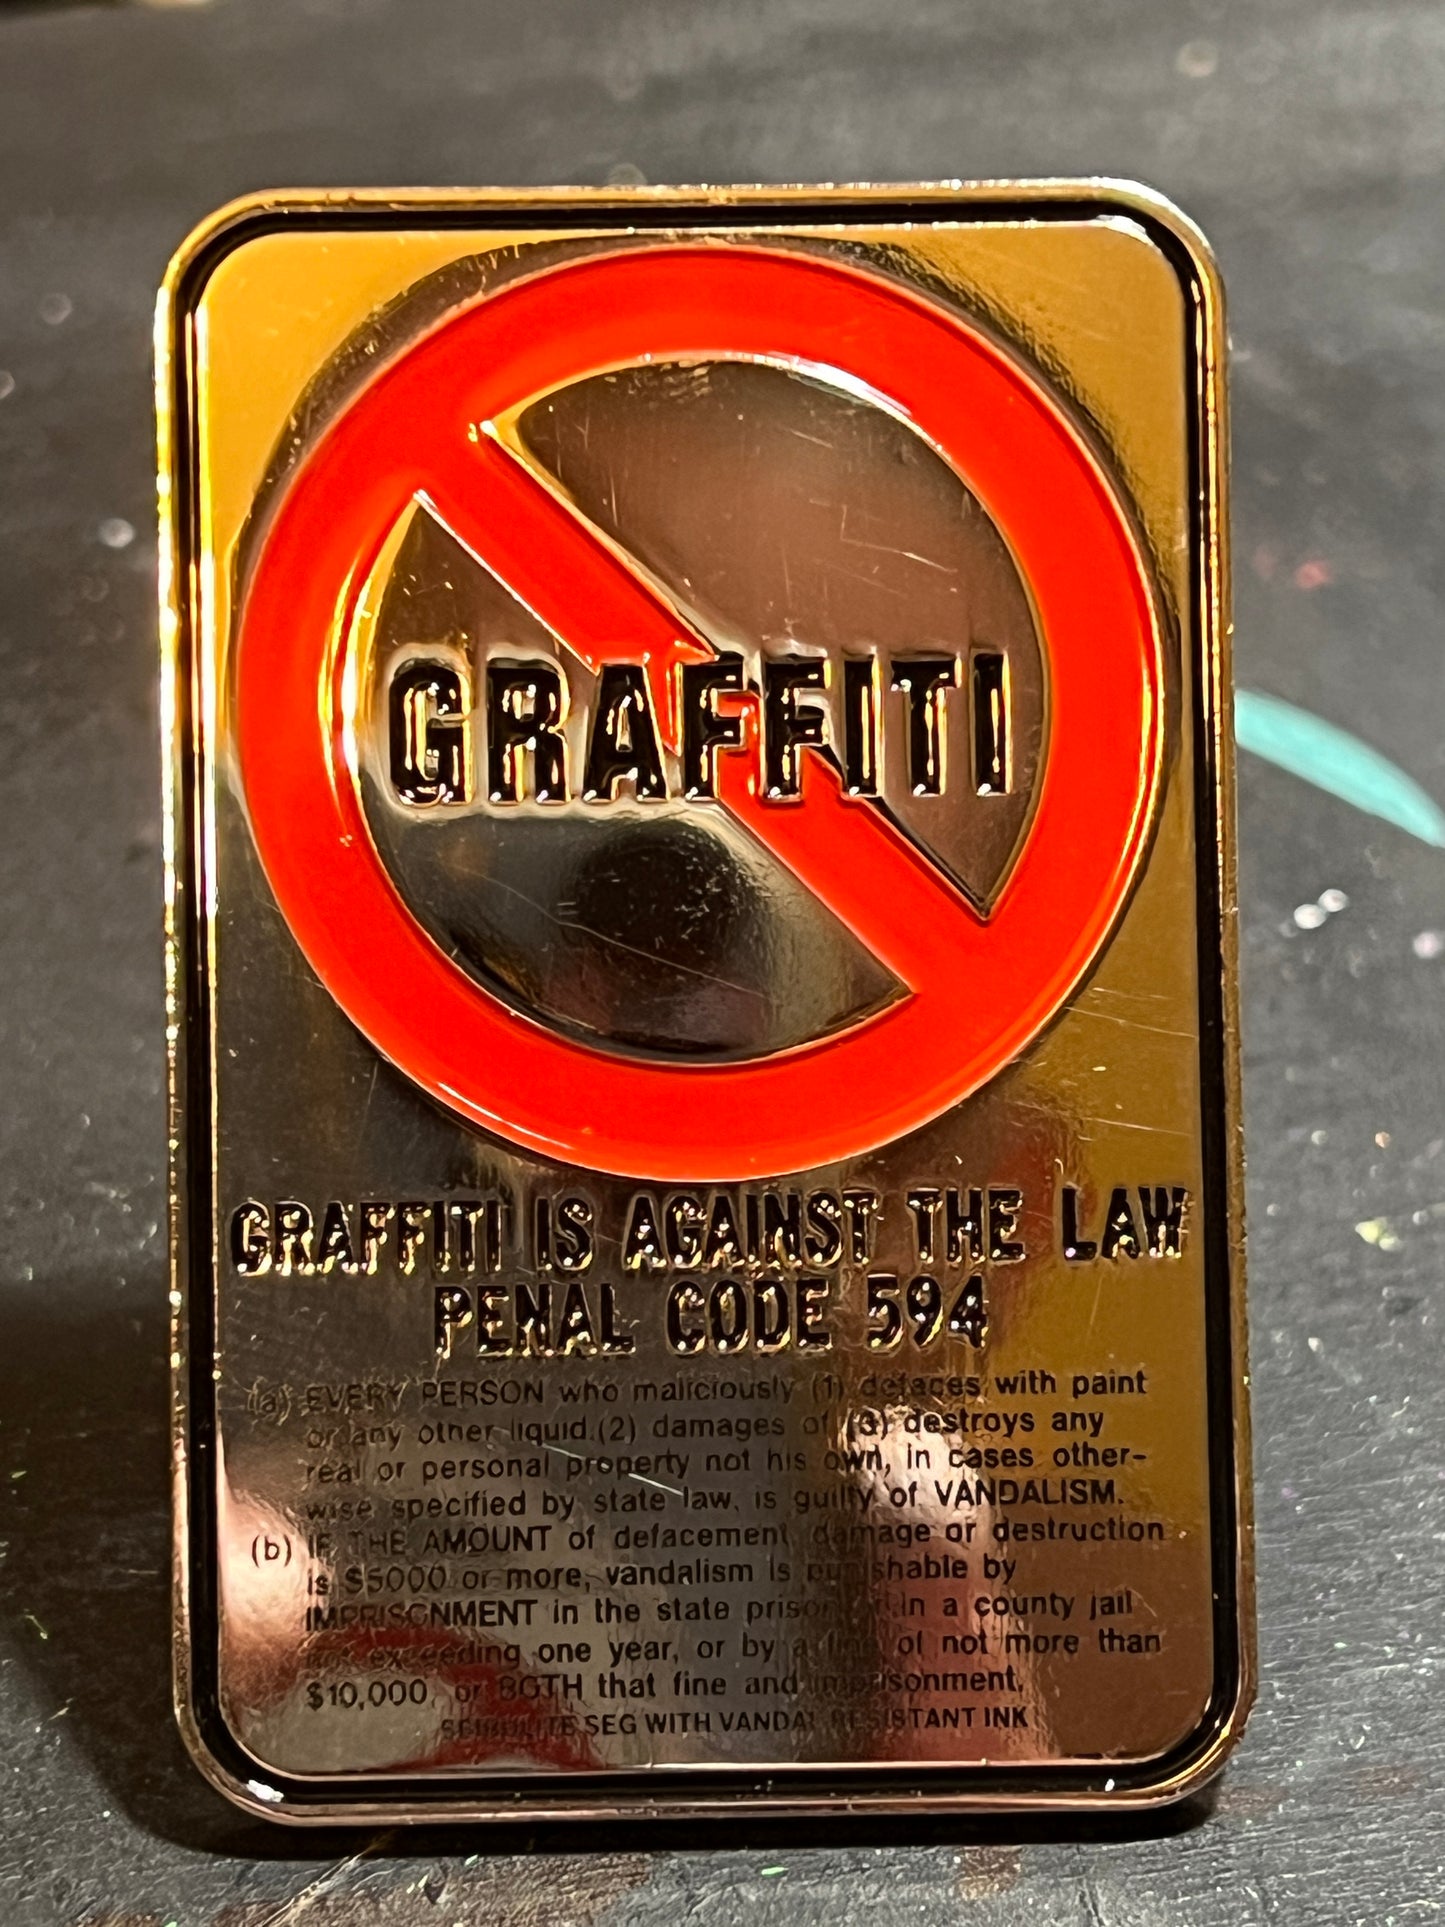 GRAFFITI
GRAFFITI IS AGAINST THE LAW
PENAL CODE 594
(a) EVERY PERSON who maliciously (1) defaces with paint
or any other liquid,(2) damages or (3) destroys any
real or personal property not his own, in cases other-
wise specified by state law, is guilty of VANDALISM.
(b) IF THE AMOUNT of defacement, damage or destruction
is $5000 or more, vandalism is punishable by
IMPRISONMENT in the state prison or in a county jail
not exceeding one year, or by a fine of not more than
$10,000, or BOTH that fine and imprisonment.
SEG WITH VANDAL RESISTANT INK